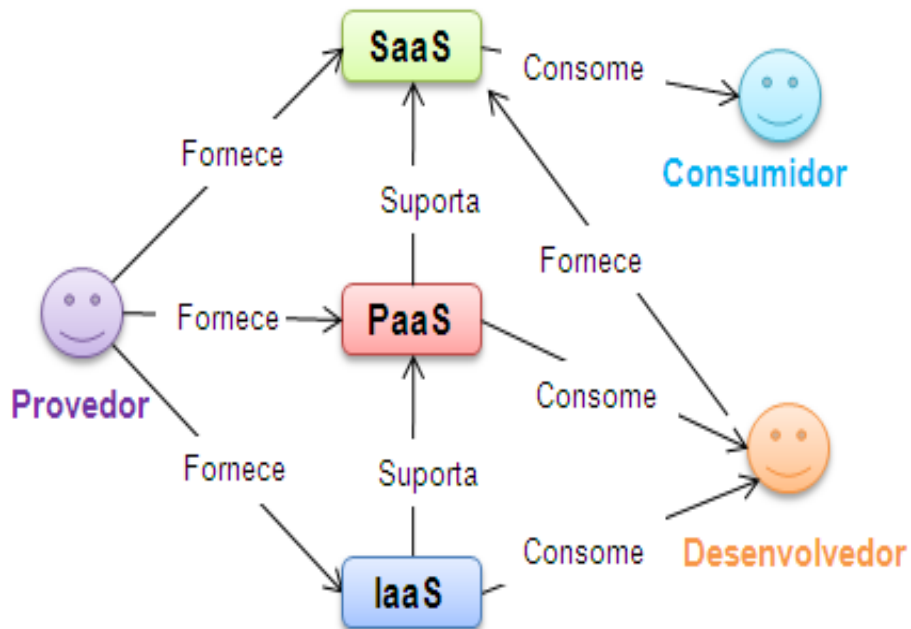 SaaS
Consome
Fornece
Consumidor
Suporta
Fornece
Fornece
PaaS
Provedor
Consome
Fornece
Suporta
Consome
Desenvolvedor
IaaS